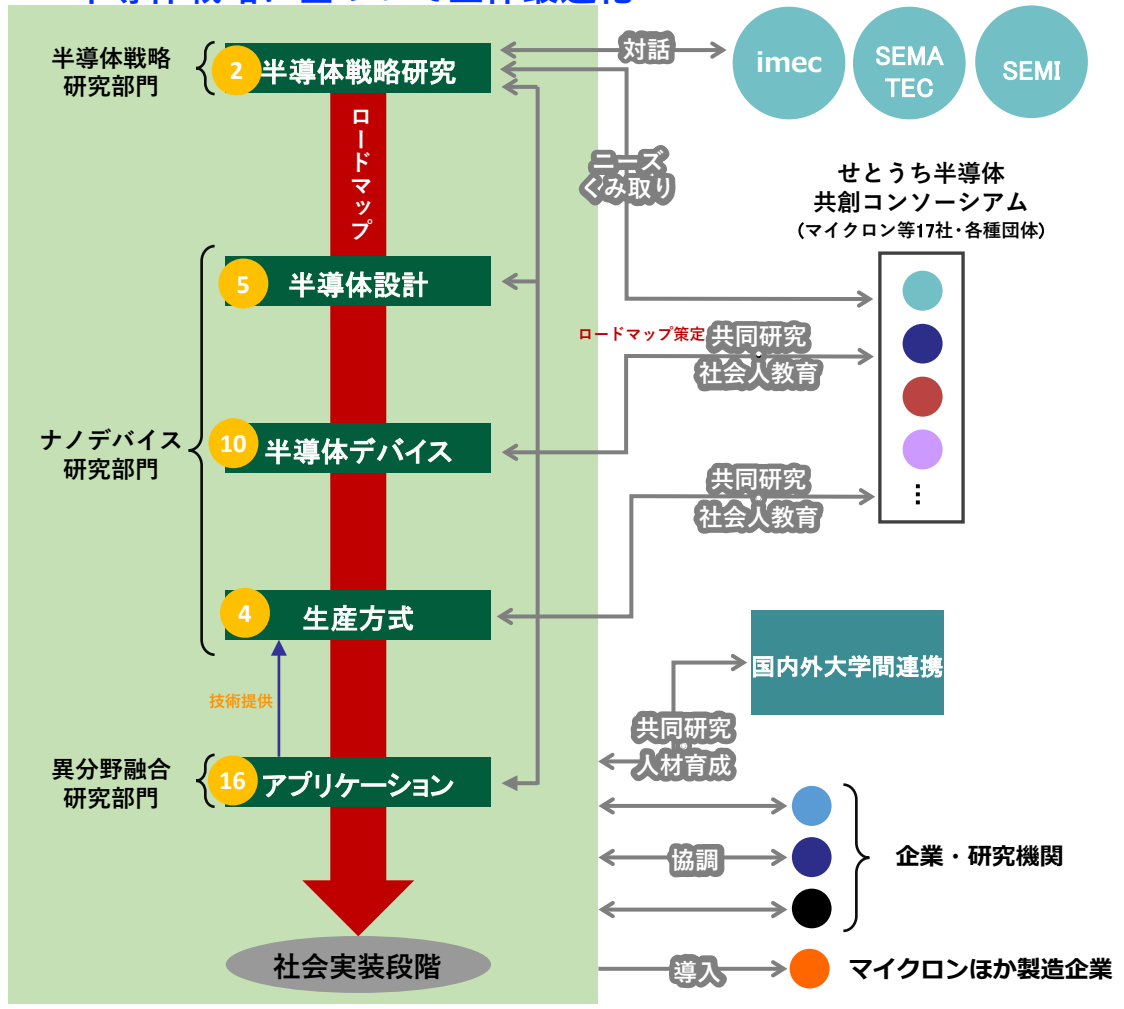 半導体戦略
研究部門
2
半導体戦略研究
対話
imec
SEMA
TEC
SEMI
ロードマップ
ニーズ
くみ取り
せとうち半導体
共創コンソーシアム
(マイクロン等17社・各種団体)
5
半導体設計
ロードマップ策定
共同研究
・
社会人教育
ナノデバイス
研究部門
10
半導体デバイス
共同研究
・
社会人教育
…
4
生産方式
国内外大学間連携
技術提供
共同研究
・
人材育成
異分野融合
研究部門
16
アプリケーション
協調
企業・研究機関
社会実装段階
導入
マイクロンほか製造企業